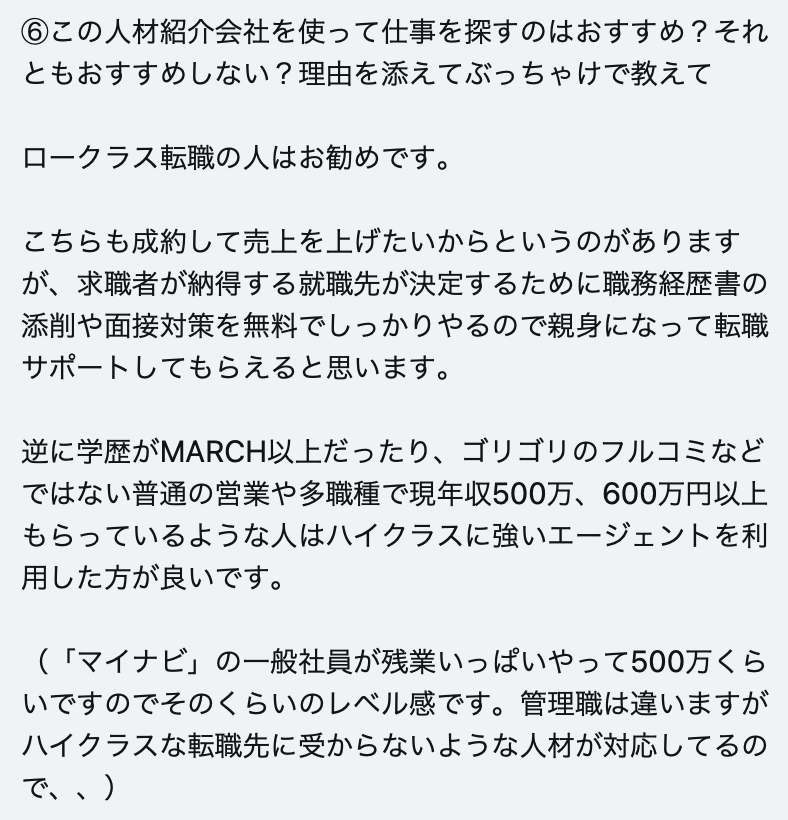 ⑥この人材紹介会社を使って仕事を探すのはおすすめ？それ
ともおすすめしない？理由を添えてぶっちゃけで教えて
ロークラス転職の人はお勧めです。
こちらも成約して売上を上げたいからというのがあります
が、求職者が納得する就職先が決定するために職務経歴書の
添削や面接対策を無料でしっかりやるので親身になって転職
サポートしてもらえると思います。
逆に学歴がMARCH以上だったり、ゴリゴリのフルコミなど
ではない普通の営業や多職種で現年収500万、600万円以上
もらっているような人はハイクラスに強いエージェントを利
用した方が良いです。
（「マイナビ」の一般社員が残業いっぱいやって500万くら
いですのでそのくらいのレベル感です。管理職は違いますが
ハイクラスな転職先に受からないような人材が対応してるの
で、、）